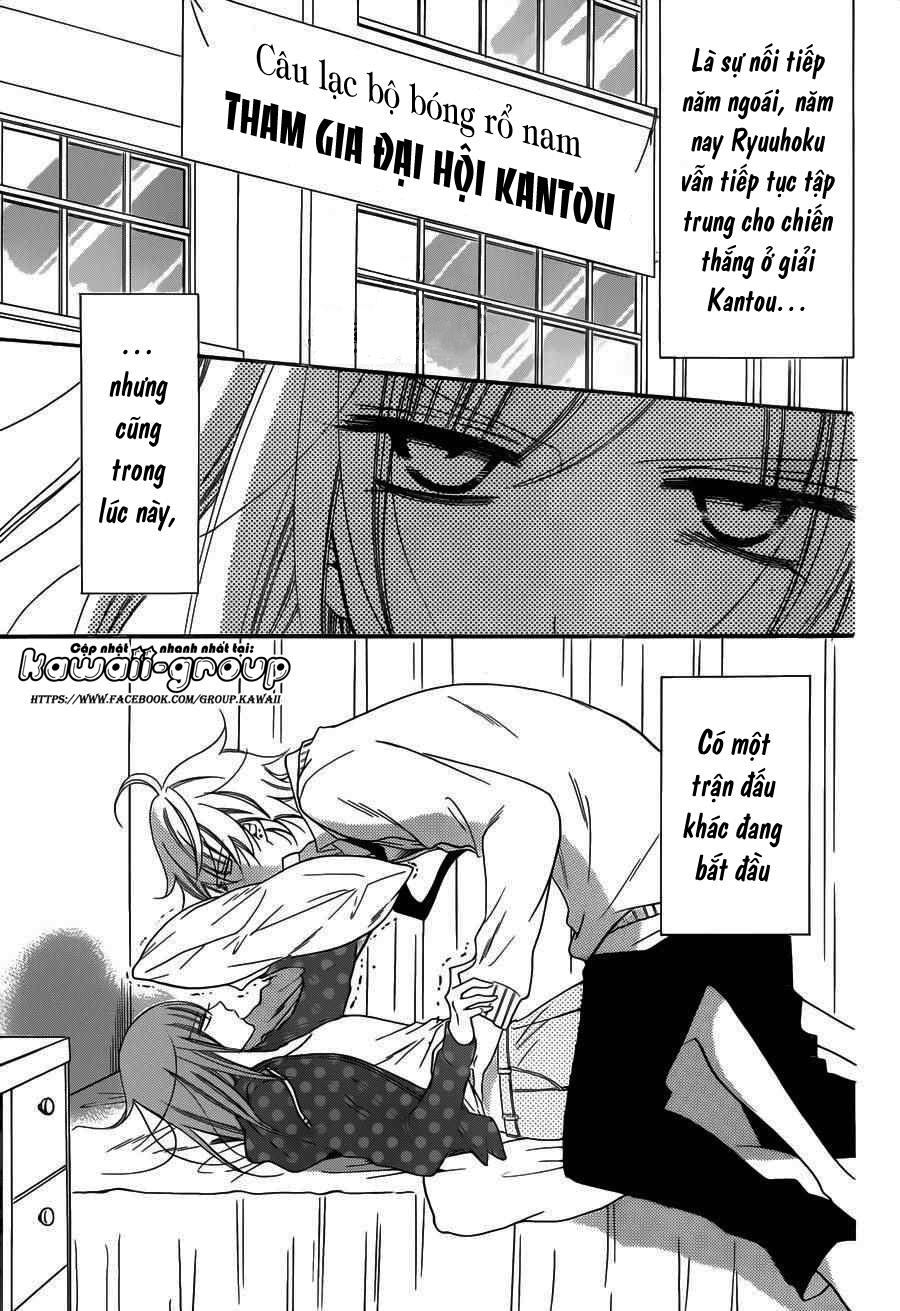 Câu lạc bộ bóng rổ nam
THAM GIA ĐẠI HỘI KANTOU
Là sự nối tiếp
năm ngoái, năm
nay Ryuuhoku
vẫn tiếp tục tập
trung cho chiến
thắng ở giải
Kantou...
...
nhưng
cũng
trong
lúc này,
Cập nhật nhanh nhất tại:
kawaii-group
HTTPS://WWW.FACEBOOK.COM/GROUP.KAWAII
Có một
trận đấu
khác đang
bắt đầu